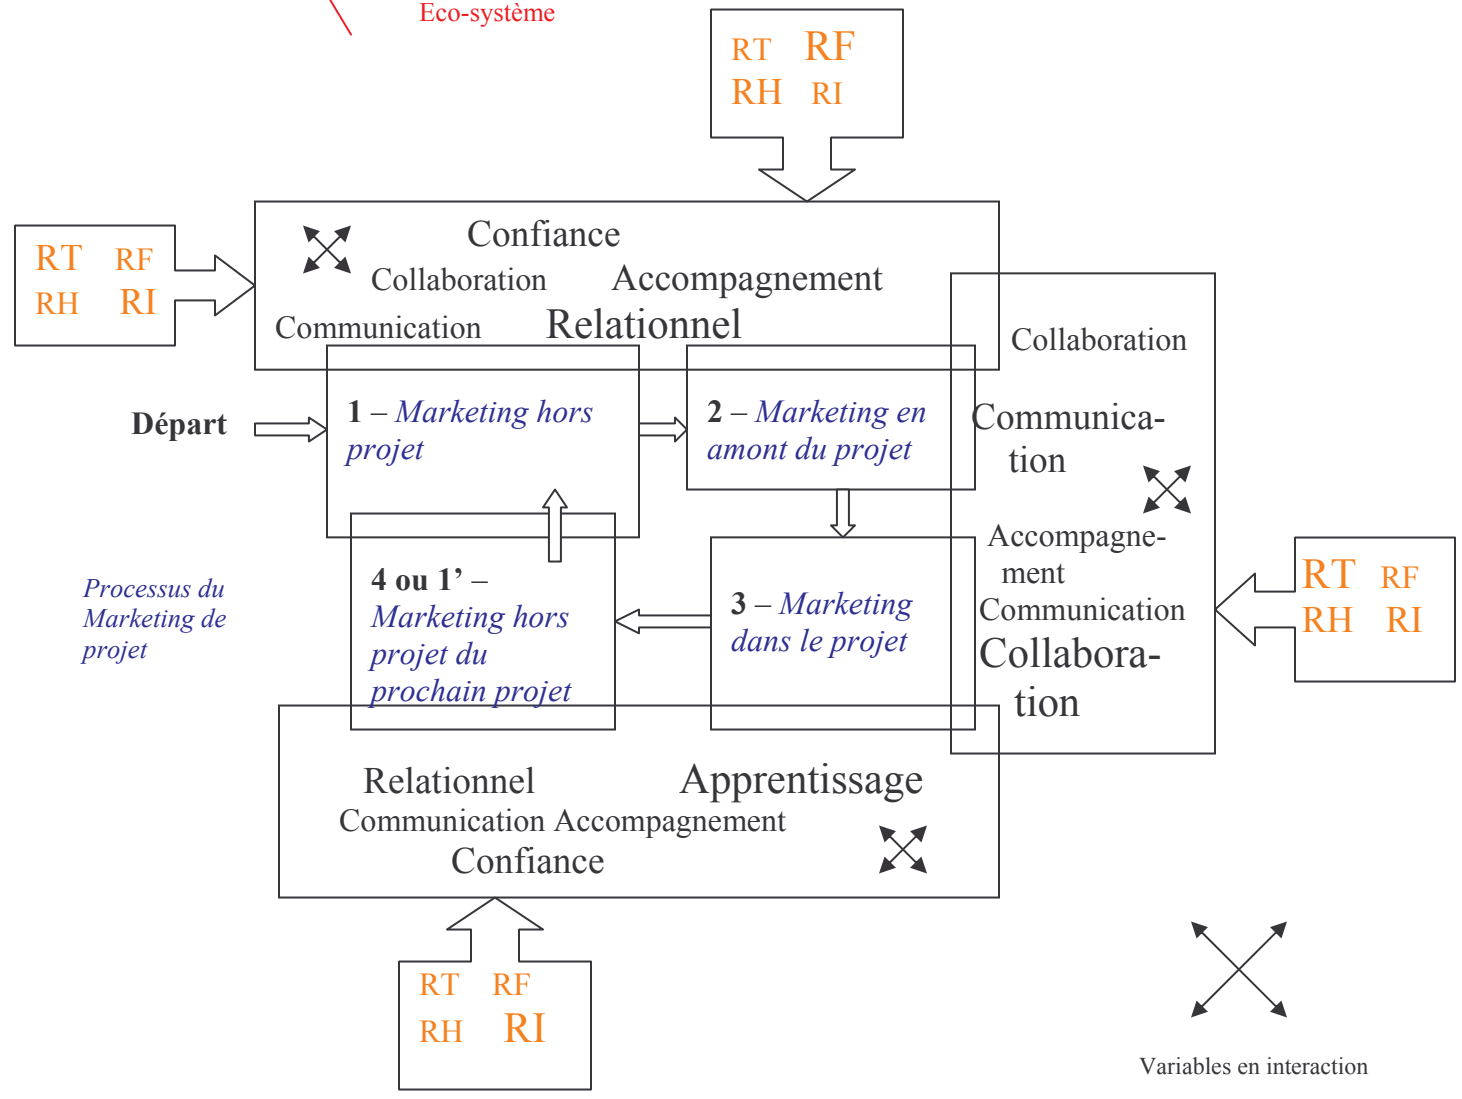 Eco-système
RT RF
RH RI
RT RF
RH RI
Confiance
Collaboration Accompagnement
Communication Relationnel
Collaboration
Départ
1 – Marketing hors
projet
2 – Marketing en
amont du projet
Communica-
tion
Accompagne-
ment
Communication
Collabora-
tion
RT RF
RH RI
Processus du
Marketing de
projet
4 ou 1’ –
Marketing hors
projet du
prochain projet
3 – Marketing
dans le projet
Relationnel Apprentissage
Communication Accompagnement
Confiance
RT RF
RH RI
Variables en interaction